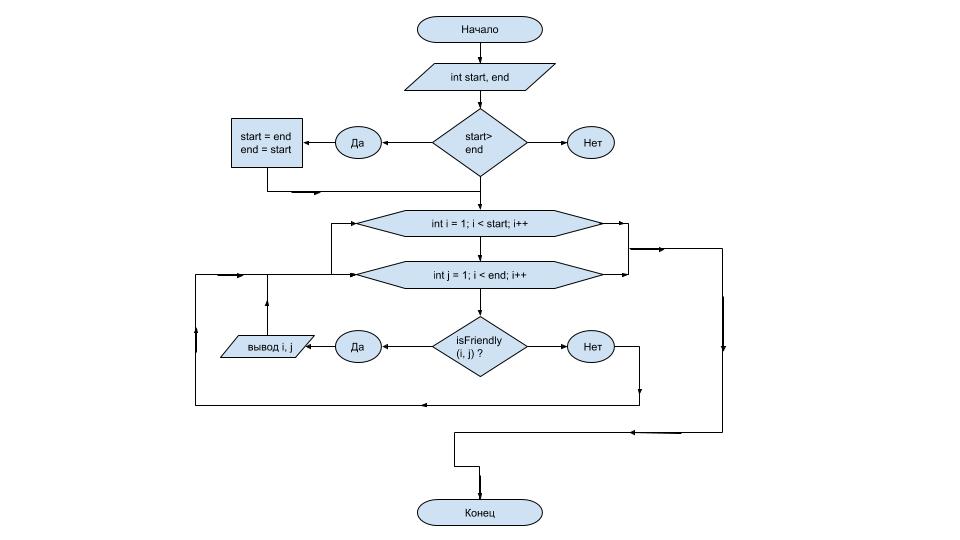 Начало
int start, end
start>
end
Да
Нет
start = end
end = start
int i = 1; i < start; i++
int j = 1; i < end; i++
isFriendly
(i, j) ?
Да
Нет
вывод i, j
Конец